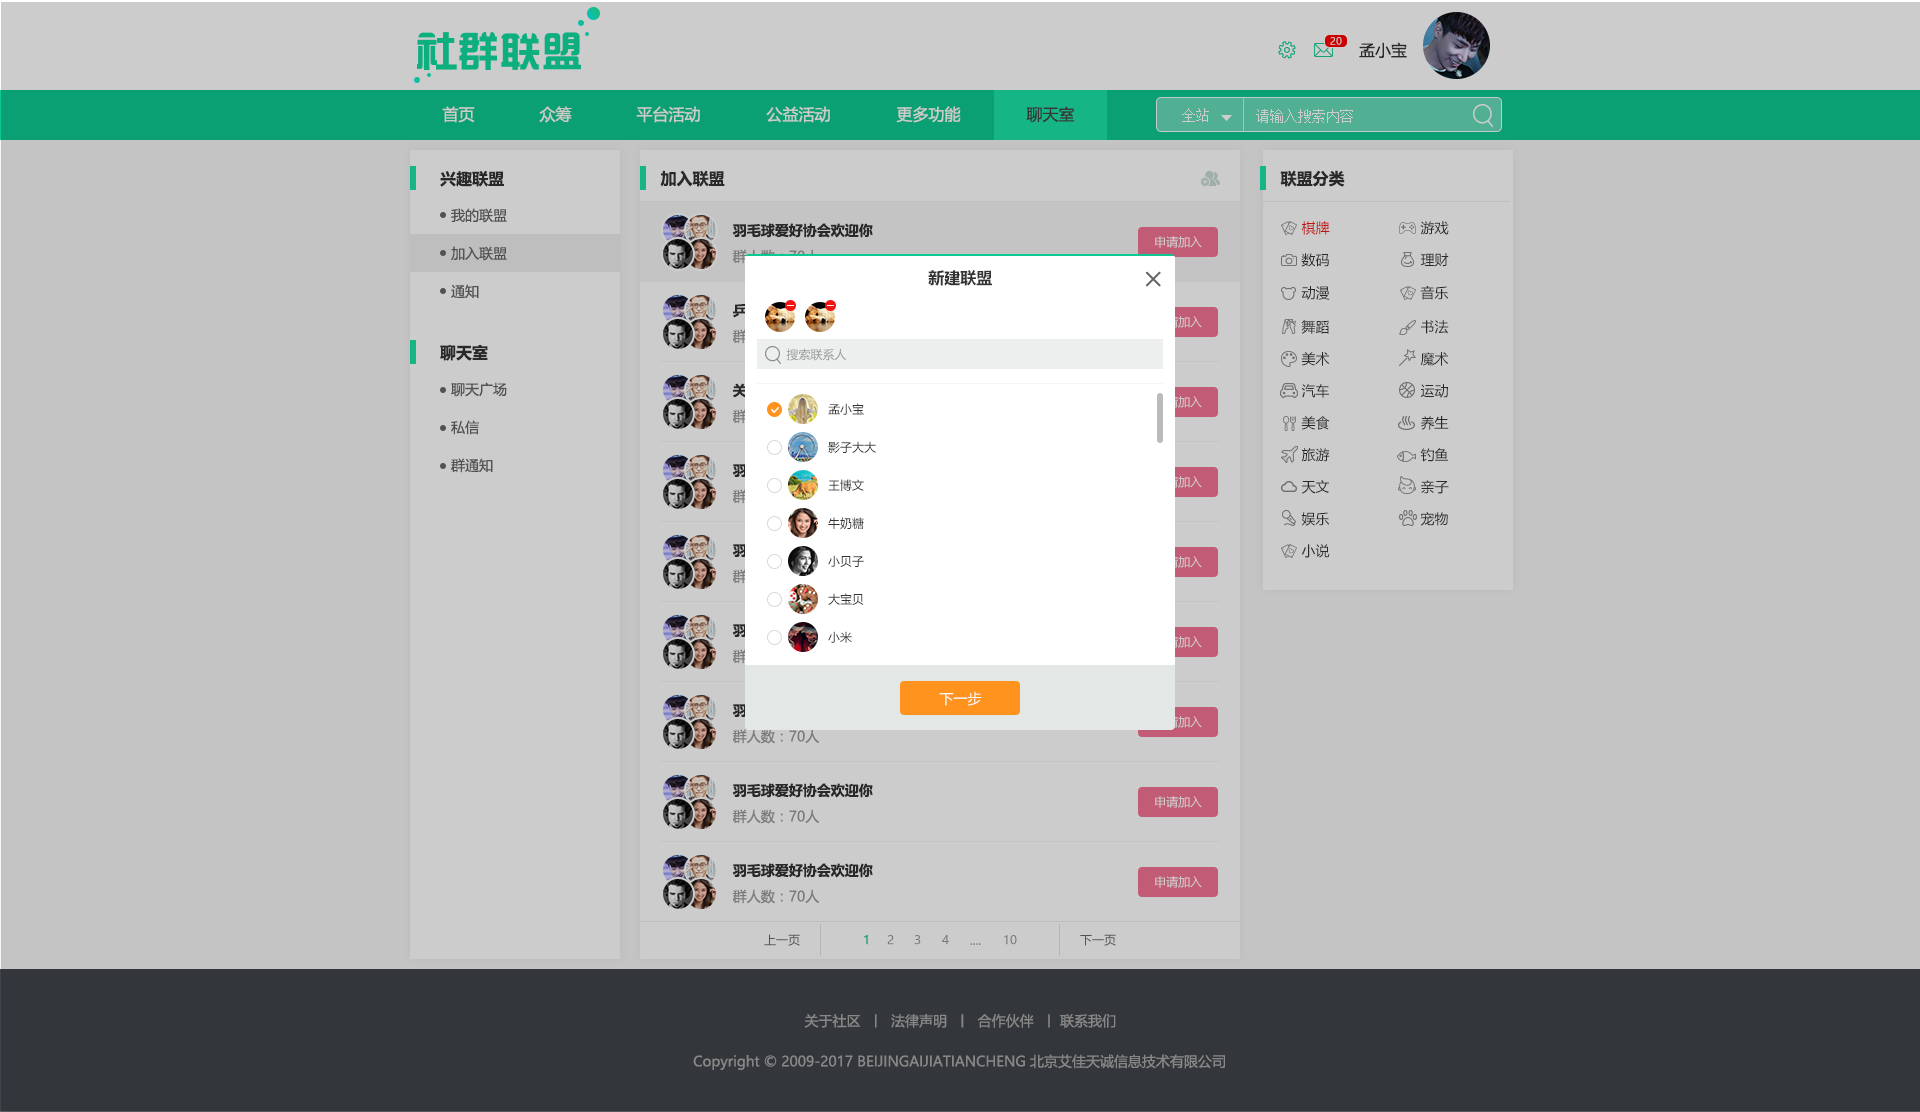 社群联盟
20
孟小宝
首页
众筹
平台活动
公益活动
更多功能
聊天室
全站
请输入搜索内容
兴趣联盟
我的联盟
加入联盟
通知
聊天室
聊天广场
私信
群通知
加入联盟
羽毛球爱好协会欢迎你
申请加入
乒
群
加入
关
群
加入
羽
群
加入
羽
群
加入
羽
群
加入
羽
群人数：70人
加入
羽毛球爱好协会欢迎你
群人数：70人
申请加入
羽毛球爱好协会欢迎你
群人数：70人
申请加入
上一页
1 2 3 4 .... 10
下一页
新建联盟
搜索联系人
孟小宝
影子大大
王博文
牛奶糖
小贝子
大宝贝
小米
下一步
联盟分类
棋牌 游戏
数码 理财
动漫 音乐
舞蹈 书法
美术 魔术
汽车 运动
美食 养生
旅游 钓鱼
天文 亲子
娱乐 宠物
小说
关于社区 | 法律声明 | 合作伙伴 | 联系我们
Copyright © 2009-2017 BEIJINGAIJIATIANCHENG 北京艾佳天诚信息技术有限公司